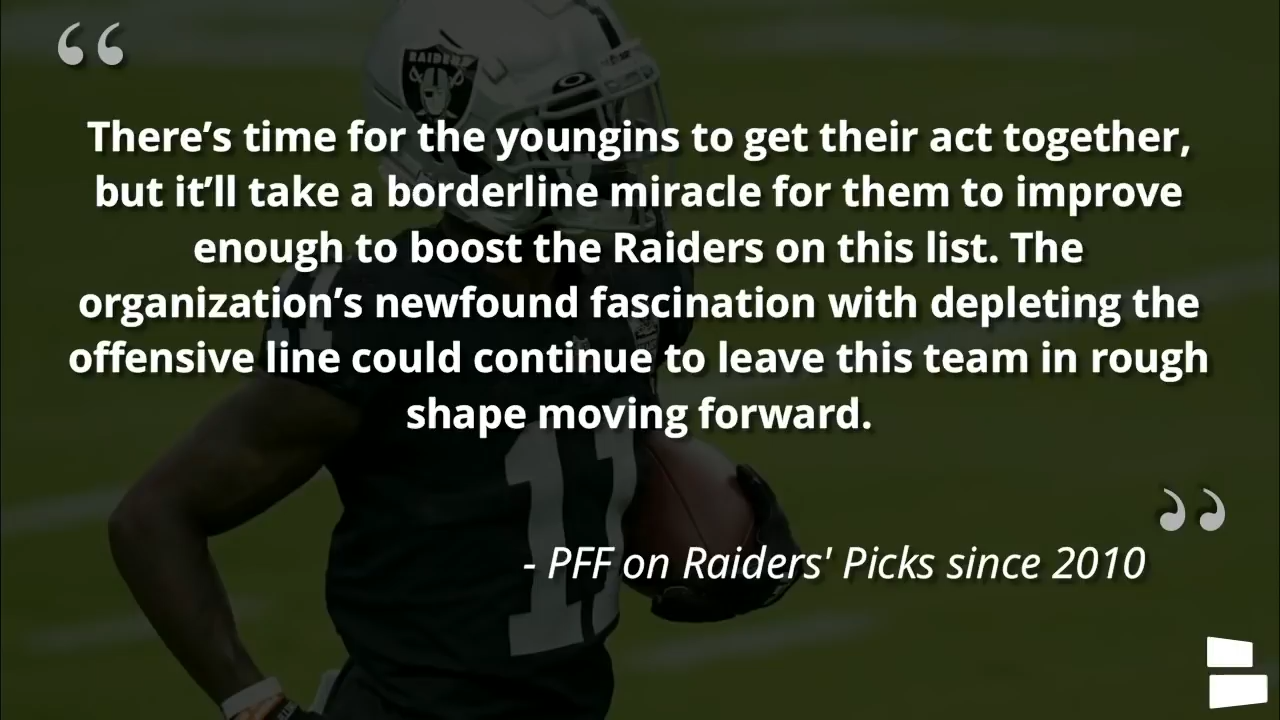 There’s time for the youngins to get their act together,
but it’ll take a borderline miracle for them to improve
enough to boost the Raiders on this list. The
organization’s newfound fascination with depleting the
offensive line could continue to leave this team in rough
shape moving forward.
- PFF on Raiders' Picks since 2010
RAIDERS
11